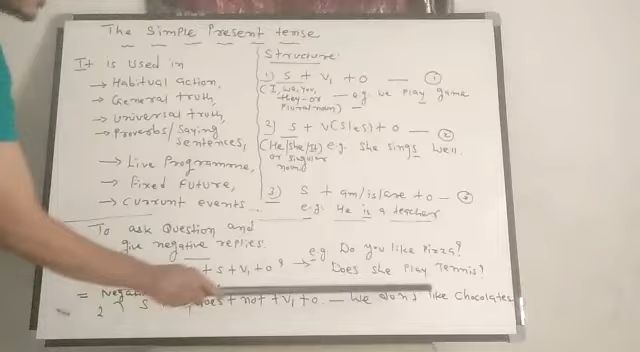 The Simple Present tense
It is used in
→ Habitual action,
→ General truth,
→ Universal truth,
→ Proverbs/Saying
sentences,
→ Live Programme,
→ Fixed Future,
→ Current events...
Structure:
1) S + V1 + O — ①
(I, we, you,
they - or
Plural noun) — e.g. we play game
2) S + V(s/es) + O — ②
(He/she/It) e.g. She sings well.
or singular
noun)
3) S + am/is/are + O — ③
e.g. He is a teacher
To ask Question and
give negative replies.
+ S + V1 + O? → e.g. Do you like Pizza?
Does she play Tennis?
= 
2 S does + not + V1 + O. — We don't like Chocolates